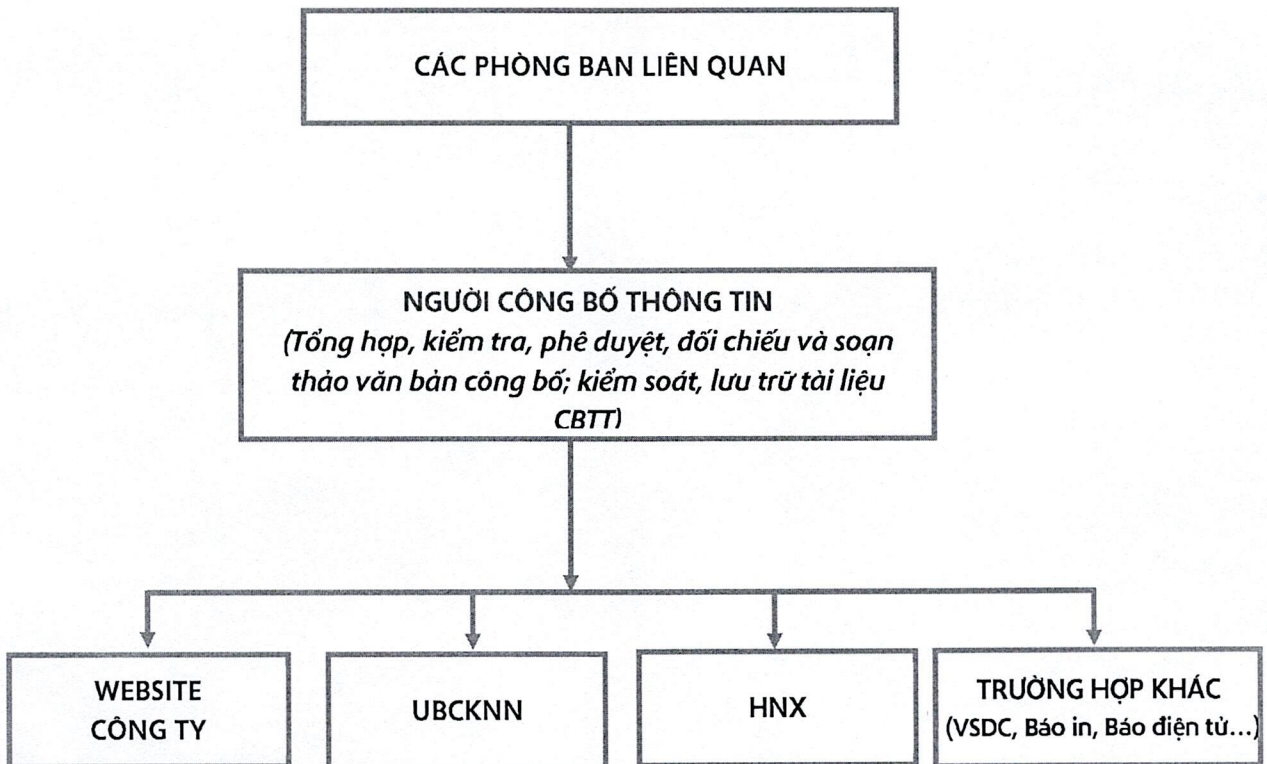 CÁC PHÒNG BAN LIÊN QUAN
NGƯỜI CÔNG BỐ THÔNG TIN
(Tổng hợp, kiểm tra, phê duyệt, đối chiếu và soạn
thảo văn bản công bố; kiểm soát, lưu trữ tài liệu
CBTT)
WEBSITE
CÔNG TY
UBCKNN
HNX
TRƯỜNG HỢP KHÁC
(VSDC, Báo in, Báo điện tử...)